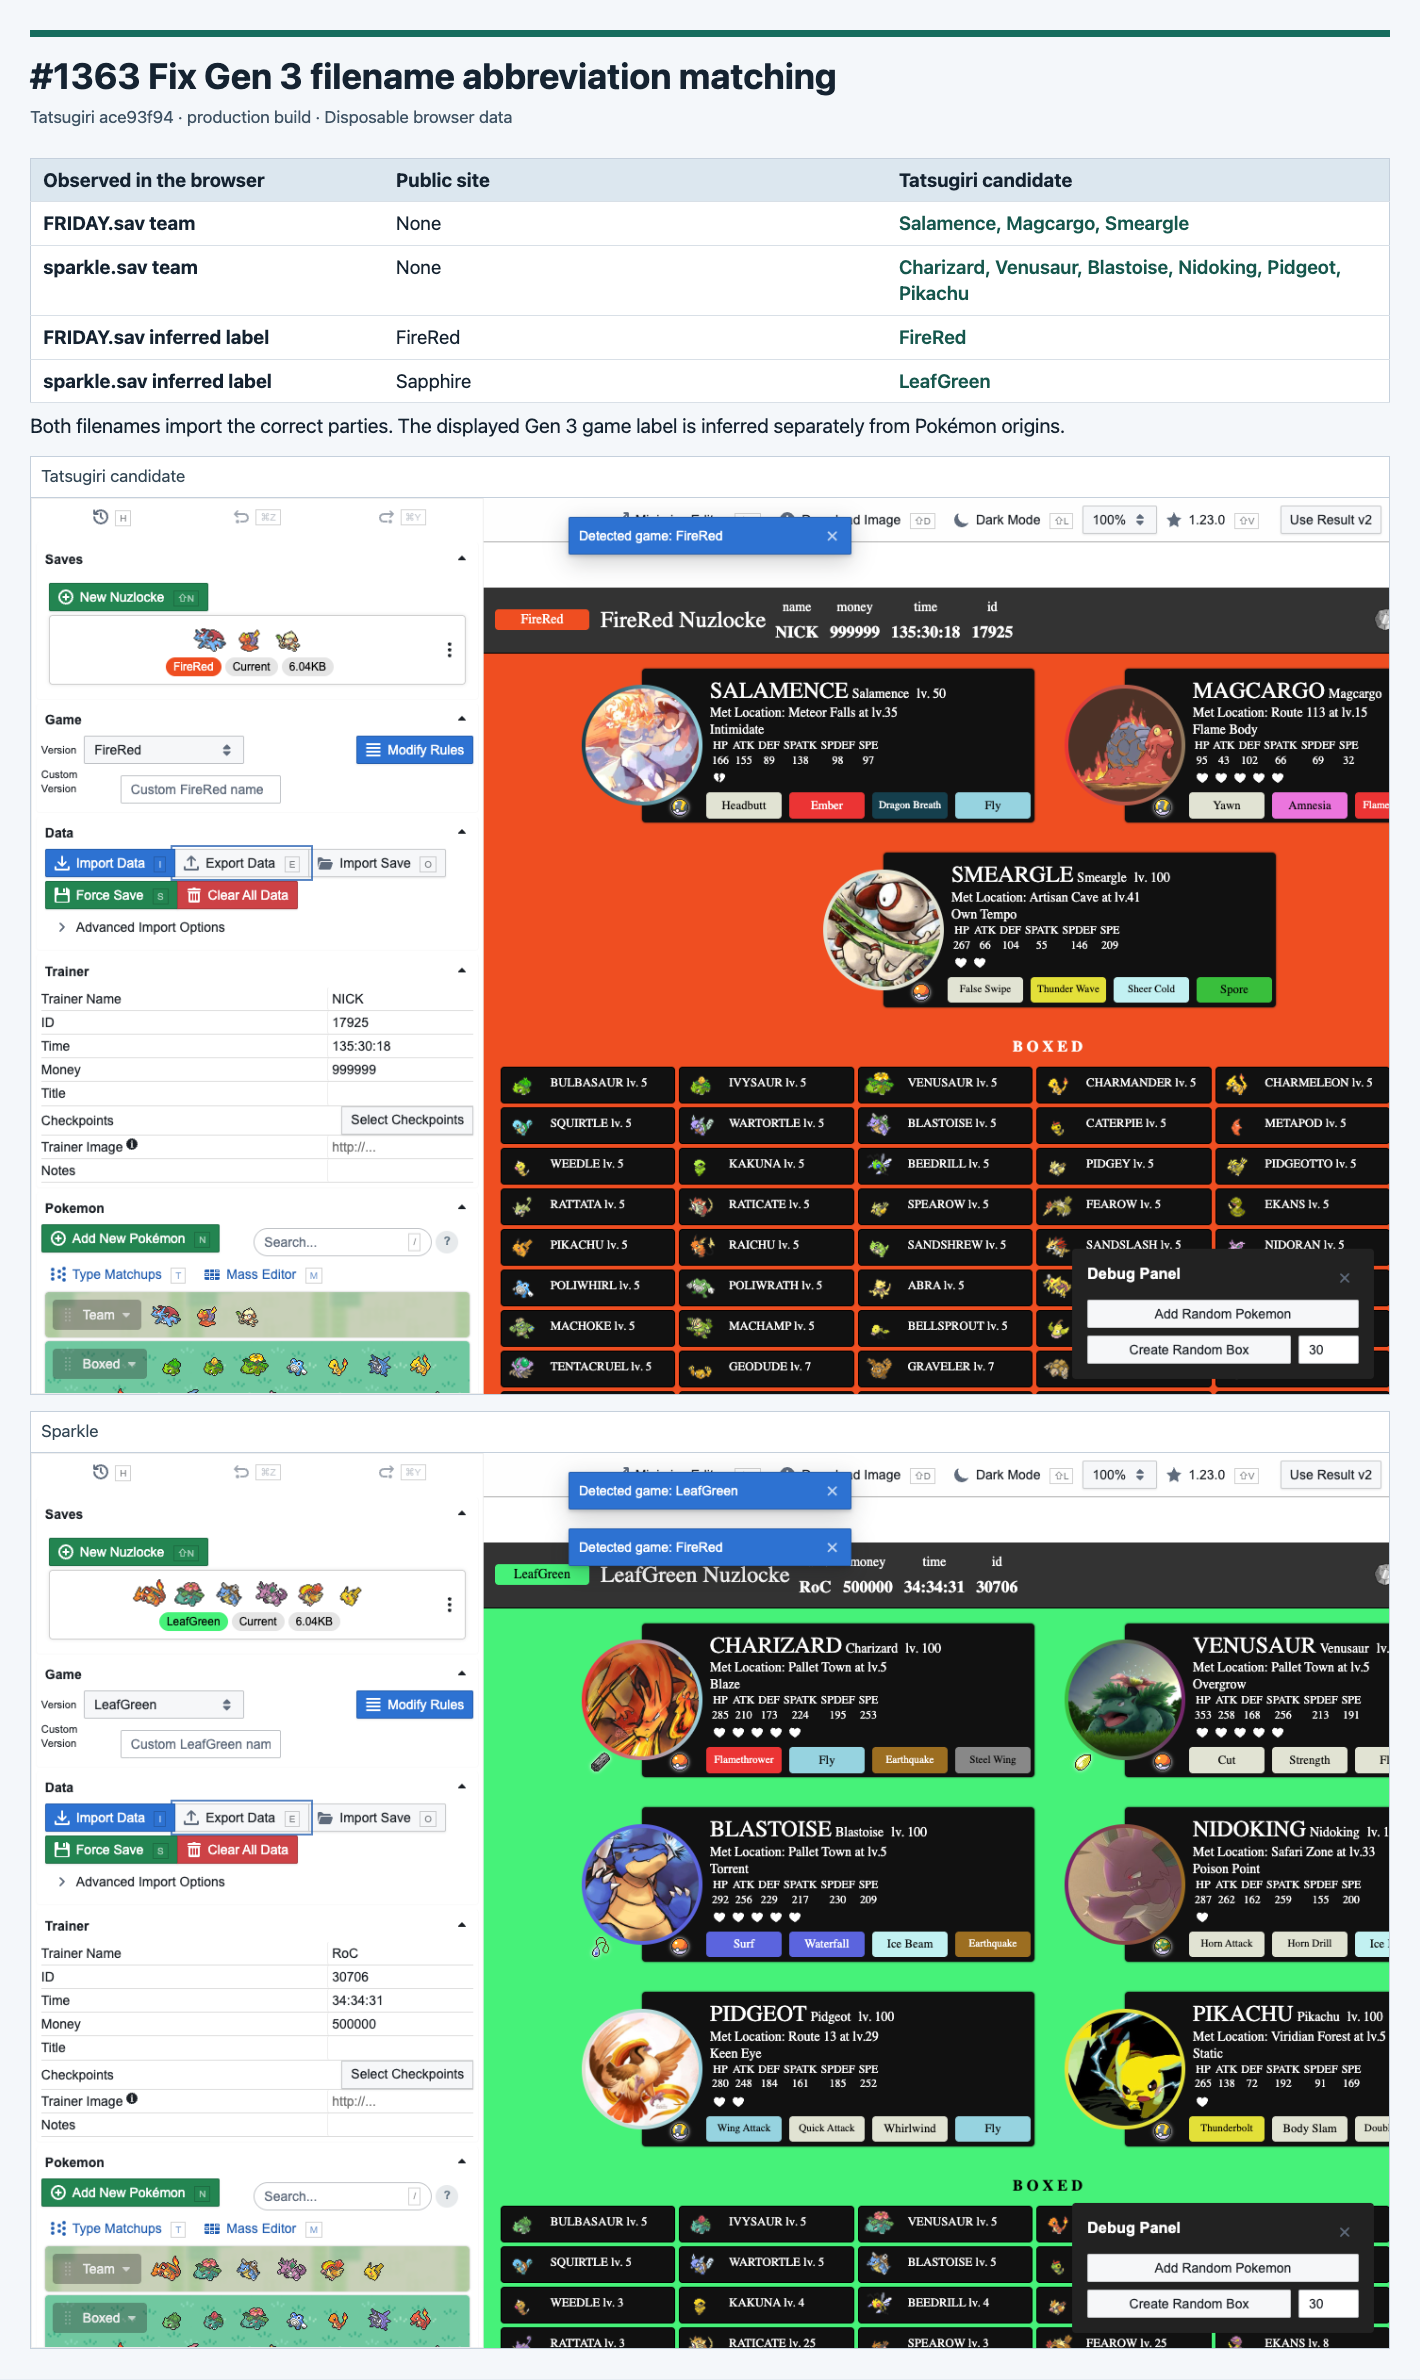 #1363 Fix Gen 3 filename abbreviation matching
Tatsugiri ace93f94 · production build · Disposable browser data
Observed in the browser Public site Tatsugiri candidate
FRIDAY.sav team None Salamence, Magcargo, Smeargle
sparkle.sav team None Charizard, Venusaur, Blastoise, Nidoking, Pidgeot,
Pikachu
FRIDAY.sav inferred label FireRed FireRed
sparkle.sav inferred label Sapphire LeafGreen
Both filenames import the correct parties. The displayed Gen 3 game label is inferred separately from Pokémon origins.
Tatsugiri candidate
H ⌘Z ⌘Y
Image ⇧D Dark Mode ⇧L 100% 1.23.0 ⇧V Use Result v2
Detected game: FireRed
Saves
New Nuzlocke ⇧N
FireRed Current 6.04KB
Game
Version FireRed Modify Rules
Custom
Version Custom FireRed name
Data
Import Data I Export Data E Import Save O
Force Save S Clear All Data
Advanced Import Options
Trainer
Trainer Name NICK
ID 17925
Time 135:30:18
Money 999999
Title
Checkpoints Select Checkpoints
Trainer Image http://...
Notes
Pokemon
Add New Pokémon N Search... / ?
Type Matchups T Mass Editor M
Team
Boxed
FireRed FireRed Nuzlocke
name money time id
NICK 999999 135:30:18 17925
SALAMENCE Salamence lv. 50
Met Location: Meteor Falls at lv.35
Intimidate
HP ATK DEF SPATK SPDEF SPE
166 155 89 138 98 97
Headbutt Ember Dragon Breath Fly
MAGCARGO Magcargo
Met Location: Route 113 at lv.15
Flame Body
HP ATK DEF SPATK SPDEF SPE
95 43 102 66 69 32
Yawn Amnesia Flame
SMEARGLE Smeargle lv. 100
Met Location: Artisan Cave at lv.41
Own Tempo
HP ATK DEF SPATK SPDEF SPE
267 66 104 55 146 209
False Swipe Thunder Wave Sheer Cold Spore
BOXED
BULBASAUR lv. 5 IVYSAUR lv. 5 VENUSAUR lv. 5 CHARMANDER lv. 5 CHARMELEON lv. 5
SQUIRTLE lv. 5 WARTORTLE lv. 5 BLASTOISE lv. 5 CATERPIE lv. 5 METAPOD lv. 5
WEEDLE lv. 5 KAKUNA lv. 5 BEEDRILL lv. 5 PIDGEY lv. 5 PIDGEOTTO lv. 5
RATTATA lv. 5 RATICATE lv. 5 SPEAROW lv. 5 FEAROW lv. 5 EKANS lv. 5
PIKACHU lv. 5 RAICHU lv. 5 SANDSHREW lv. 5 SANDSLASH lv. 5 NIDORAN lv. 5
POLIWHIRL lv. 5 POLIWRATH lv. 5 ABRA lv. 5
MACHOKE lv. 5 MACHAMP lv. 5 BELLSPROUT lv. 5
TENTACRUEL lv. 5 GEODUDE lv. 7 GRAVELER lv. 7
Debug Panel
Add Random Pokemon
Create Random Box 30
Sparkle
H ⌘Z ⌘Y
Image ⇧D Dark Mode ⇧L 100% 1.23.0 ⇧V Use Result v2
Detected game: LeafGreen
Detected game: FireRed
Saves
New Nuzlocke ⇧N
LeafGreen Current 6.04KB
Game
Version LeafGreen Modify Rules
Custom
Version Custom LeafGreen nam
Data
Import Data I Export Data E Import Save O
Force Save S Clear All Data
Advanced Import Options
Trainer
Trainer Name RoC
ID 30706
Time 34:34:31
Money 500000
Title
Checkpoints Select Checkpoints
Trainer Image http://...
Notes
Pokemon
Add New Pokémon N Search... / ?
Type Matchups T Mass Editor M
Team
Boxed
LeafGreen LeafGreen Nuzlocke
money time id
RoC 500000 34:34:31 30706
CHARIZARD Charizard lv. 100
Met Location: Pallet Town at lv.5
Blaze
HP ATK DEF SPATK SPDEF SPE
285 210 173 224 195 253
Flamethrower Fly Earthquake Steel Wing
VENUSAUR Venusaur lv.
Met Location: Pallet Town at lv.5
Overgrow
HP ATK DEF SPATK SPDEF SPE
353 258 168 256 213 191
Cut Strength
BLASTOISE Blastoise lv. 100
Met Location: Pallet Town at lv.5
Torrent
HP ATK DEF SPATK SPDEF SPE
292 256 229 217 230 209
Surf Waterfall Ice Beam Earthquake
NIDOKING Nidoking lv. 1
Met Location: Safari Zone at lv.33
Poison Point
HP ATK DEF SPATK SPDEF SPE
287 262 162 259 155 200
Horn Attack Horn Drill Ice
PIDGEOT Pidgeot lv. 100
Met Location: Route 13 at lv.29
Keen Eye
HP ATK DEF SPATK SPDEF SPE
280 248 184 161 185 252
Wing Attack Quick Attack Whirlwind Fly
PIKACHU Pikachu lv. 100
Met Location: Viridian Forest at lv.5
Static
HP ATK DEF SPATK SPDEF SPE
265 138 72 192 91 169
Thunderbolt Body Slam Doubl
BOXED
BULBASAUR lv. 5 IVYSAUR lv. 5 VENUSAUR lv. 5
SQUIRTLE lv. 5 WARTORTLE lv. 5 BLASTOISE lv. 5
WEEDLE lv. 3 KAKUNA lv. 4 BEEDRILL lv. 4
RATTATA lv. 3 RATICATE lv. 25 SPEAROW lv. 3 FEAROW lv. 25 EKANS lv. 8
Debug Panel
Add Random Pokemon
Create Random Box 30